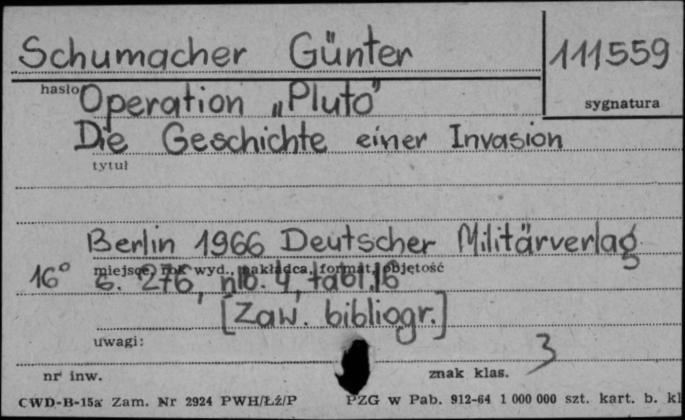 Schumacher Günter 111559
hasło
sygnatura
Operation „Pluto"
Die Geschichte einer Invasion
tytuł
Berlin 1966 Deutscher Militärverlag
miejsce, rok wyd., nakładca, format, objętość
16° s. 276, nlb. 4, tabl. 16
[Zaw. bibliogr.]
uwagi:
3
nr inw. znak klas.
CWD-B-15a Zam. Nr 2924 PWH/Łż/P PZG w Pab. 912-64 1 000 000 szt. kart. b. kl